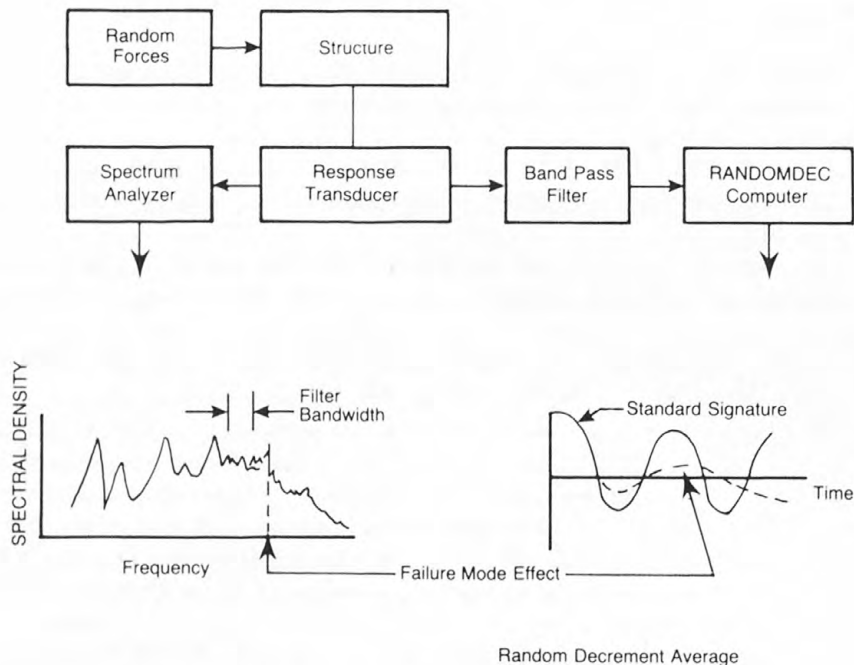 Random
Forces
Structure
Spectrum
Analyzer
Response
Transducer
Band Pass
Filter
RANDOMDEC
Computer
SPECTRAL DENSITY
Filter
Bandwidth
Frequency
Standard Signature
Time
Failure Mode Effect
Random Decrement Average